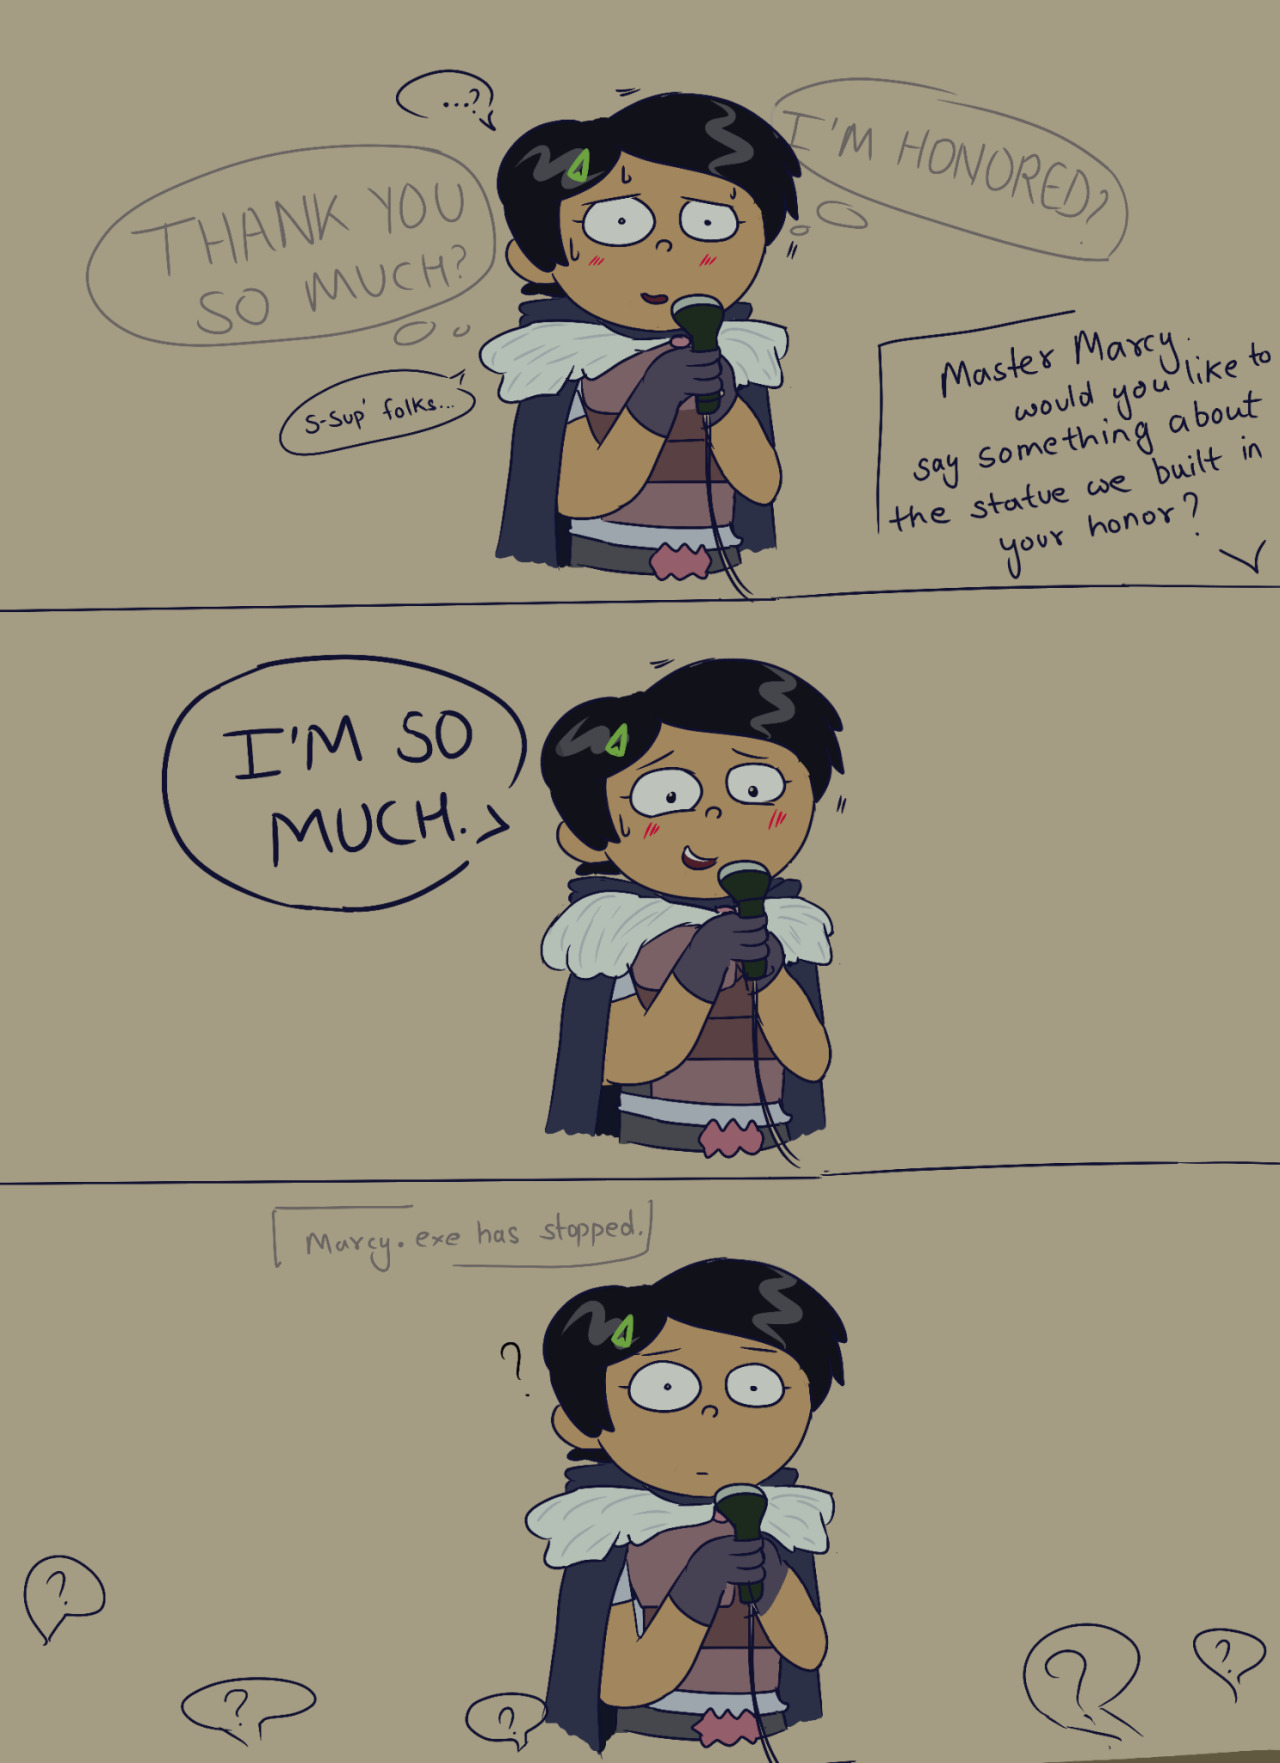 ...?
THANK YOU
SO MUCH?
I'M HONORED?
S-SUP' folks...
Master Marcy.
would you like to
say something about
the statue we built in
your honor?
I'M SO
MUCH.
Marcy.exe has stopped.
?
?
?
?
?
?